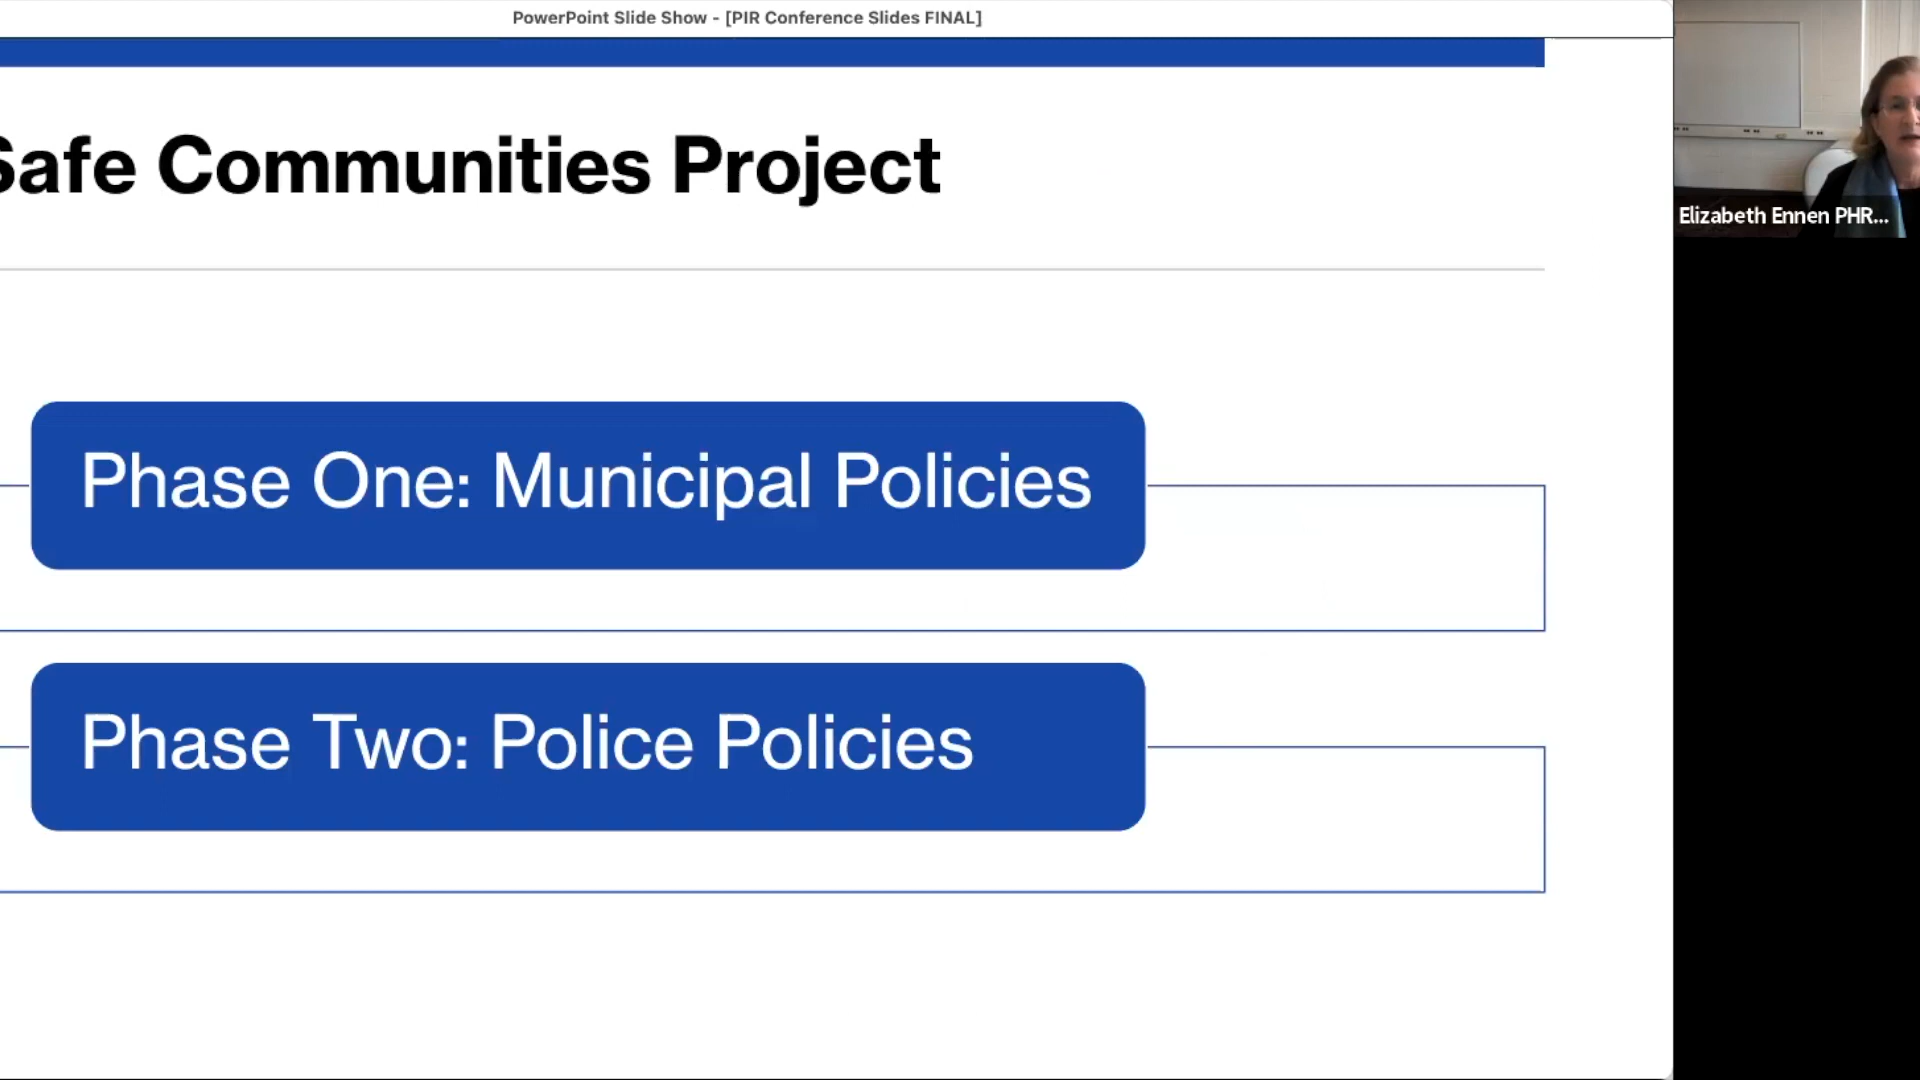 PowerPoint Slide Show - [PIR Conference Slides FINAL]
Safe Communities Project
Phase One: Municipal Policies
Phase Two: Police Policies
Elizabeth Ennen PHR...